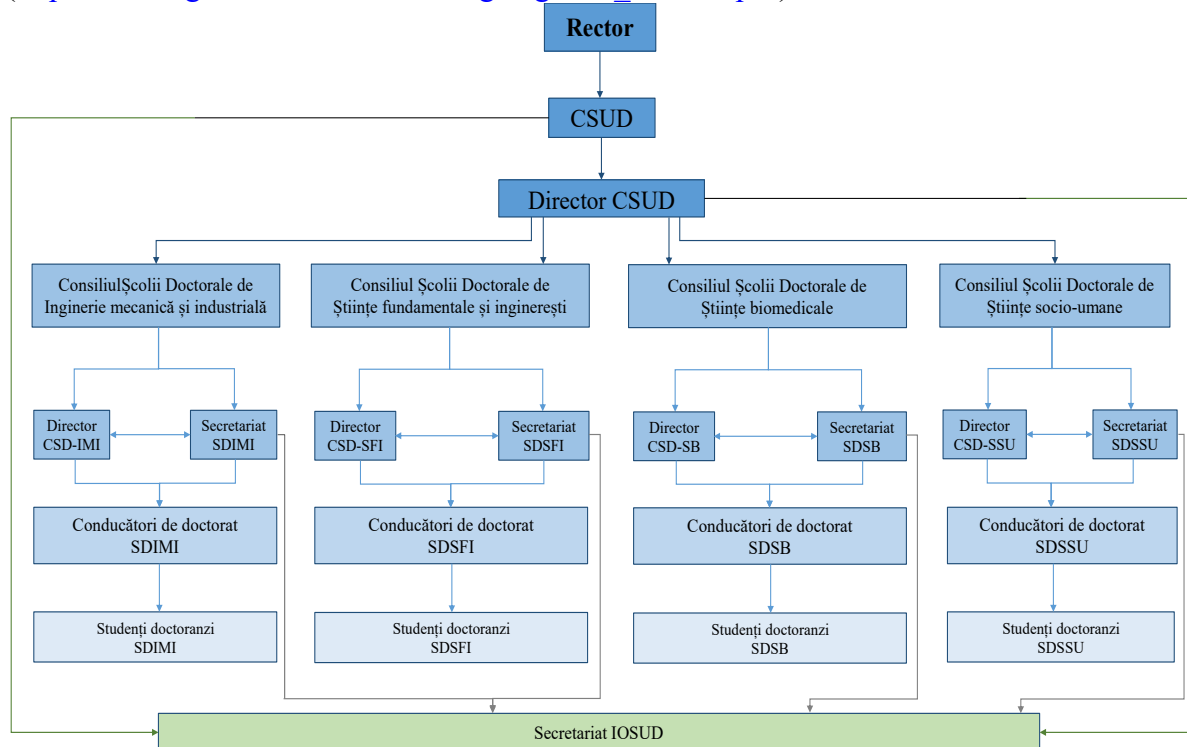 Rector
CSUD
Director CSUD
ConsiliulȘcolii Doctorale de
Inginerie mecanică și industrială
Consiliul Școlii Doctorale de
Științe fundamentale și inginerești
Consiliul Școlii Doctorale de
Științe biomedicale
Consiliul Școlii Doctorale de
Științe socio-umane
Director
CSD-IMI
Secretariat
SDIMI
Director
CSD-SFI
Secretariat
SDSFI
Director
CSD-SB
Secretariat
SDSB
Director
CSD-SSU
Secretariat
SDSSU
Conducători de doctorat
SDIMI
Conducători de doctorat
SDSFI
Conducători de doctorat
SDSB
Conducători de doctorat
SDSSU
Studenți doctoranzi
SDIMI
Studenți doctoranzi
SDSFI
Studenți doctoranzi
SDSB
Studenți doctoranzi
SDSSU
Secretariat IOSUD